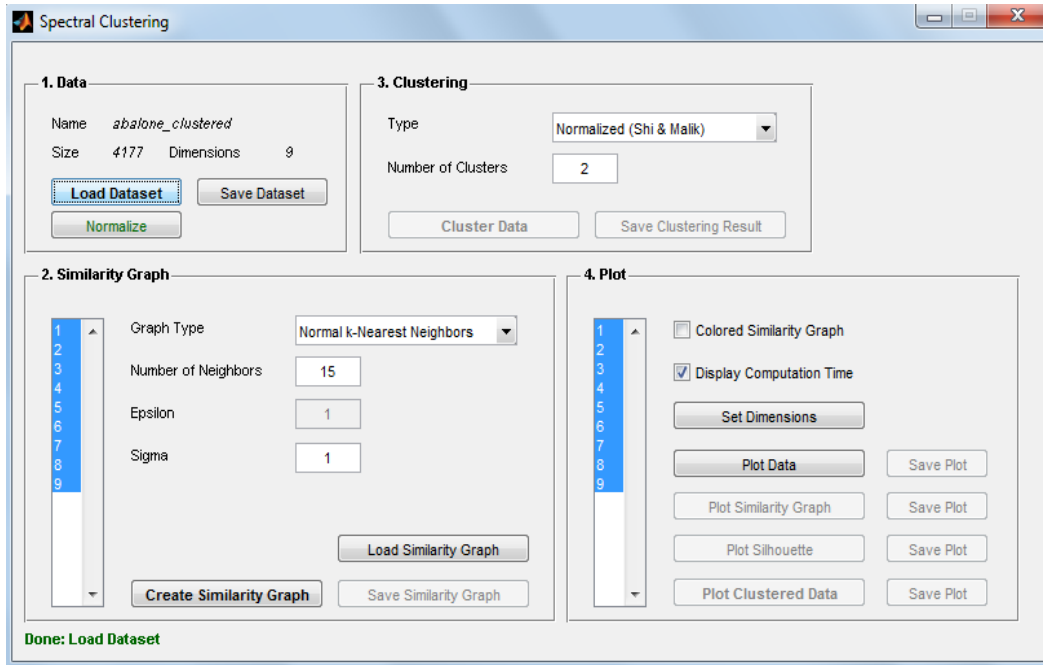 Spectral Clustering
1. Data
Name abalone_clustered
Size 4177 Dimensions 9
Load Dataset Save Dataset
Normalize
3. Clustering
Type Normalized (Shi & Malik)
Number of Clusters 2
Cluster Data Save Clustering Result
2. Similarity Graph
1
2
3
4
5
6
7
8
9
Graph Type Normal k-Nearest Neighbors
Number of Neighbors 15
Epsilon 1
Sigma 1
Load Similarity Graph
Create Similarity Graph Save Similarity Graph
4. Plot
1
2
3
4
5
6
7
8
9
Colored Similarity Graph
Display Computation Time
Set Dimensions
Plot Data Save Plot
Plot Similarity Graph Save Plot
Plot Silhouette Save Plot
Plot Clustered Data Save Plot
Done: Load Dataset